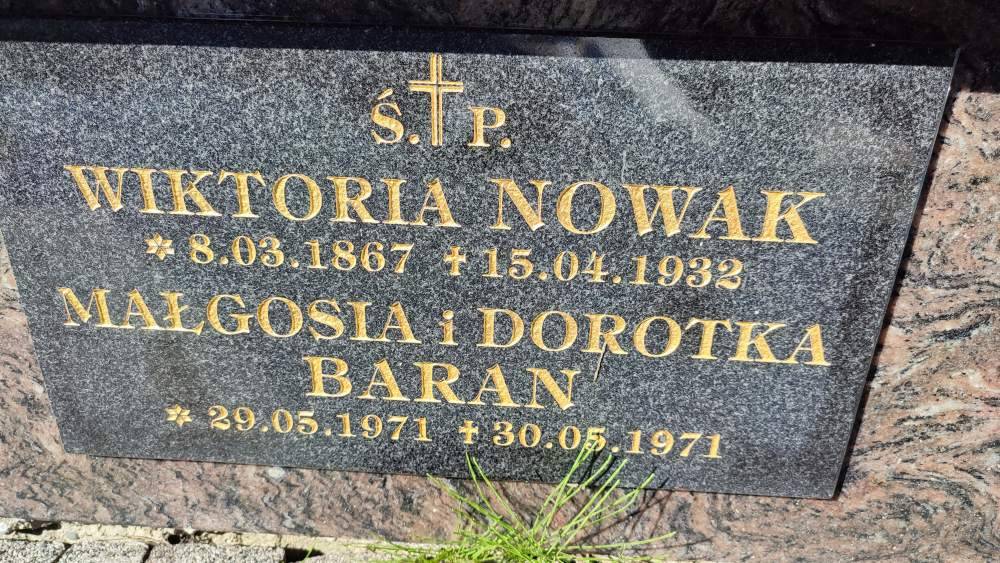 Ś. P.
WIKTORIA NOWAK
* 8.03.1867 ✝ 15.04.1932
MAŁGOSIA i DOROTKA
BARAN
* 29.05.1971 ✝ 30.05.1971